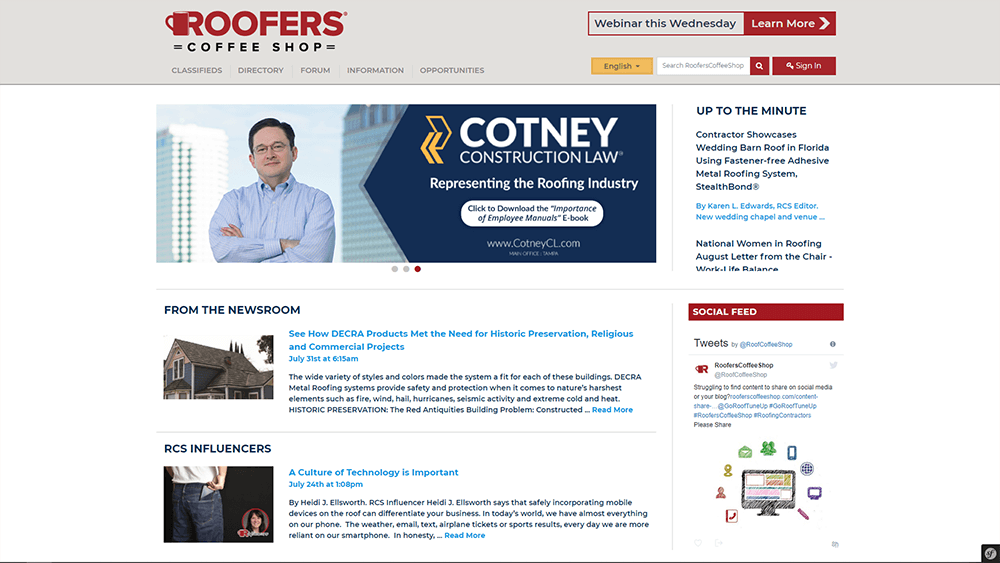 ROOFERS®
=COFFEE SHOP=
Webinar this Wednesday Learn More
CLASSIFIEDS DIRECTORY FORUM INFORMATION OPPORTUNITIES
English Search RoofersCoffeeShop Sign In
COTNEY
CONSTRUCTION LAW®
Representing the Roofing Industry
Click to Download the "Importance
of Employee Manuals" E-book
www.CotneyCL.com
MAIN OFFICE : TAMPA
UP TO THE MINUTE
Contractor Showcases
Wedding Barn Roof in Florida
Using Fastener-free Adhesive
Metal Roofing System,
StealthBond®
By Karen L. Edwards, RCS Editor.
New wedding chapel and venue ...
National Women in Roofing
August Letter from the Chair -
Work-Life Balance
FROM THE NEWSROOM
See How DECRA Products Met the Need for Historic Preservation, Religious
and Commercial Projects
July 31st at 6:15am
The wide variety of styles and colors made the system a fit for each of these buildings. DECRA
Metal Roofing systems provide safety and protection when it comes to nature's harshest
elements such as fire, wind, hail, hurricanes, seismic activity and extreme cold and heat.
HISTORIC PRESERVATION: The Red Antiquities Building Problem: Constructed ... Read More
RCS INFLUENCERS
A Culture of Technology is Important
July 24th at 1:08pm
By Heidi J. Ellsworth. RCS Influencer Heidi J. Ellsworth says that safely incorporating mobile
devices on the roof can differentiate your business. In today's world, we have almost everything
on our phone. The weather, email, text, airplane tickets or sports results, every day we are more
reliant on our smartphone. In honesty, ... Read More
SOCIAL FEED
Tweets by @RoofCoffeeShop
RoofersCoffeeShop
@RoofCoffeeShop
Struggling to find content to share on social media
or your blog?roofersoffeeshop.com/content-
share-... @GoRoofTuneUp #GoRoofTuneUp
#RoofersCoffeeShop #RoofingContractors
Please Share